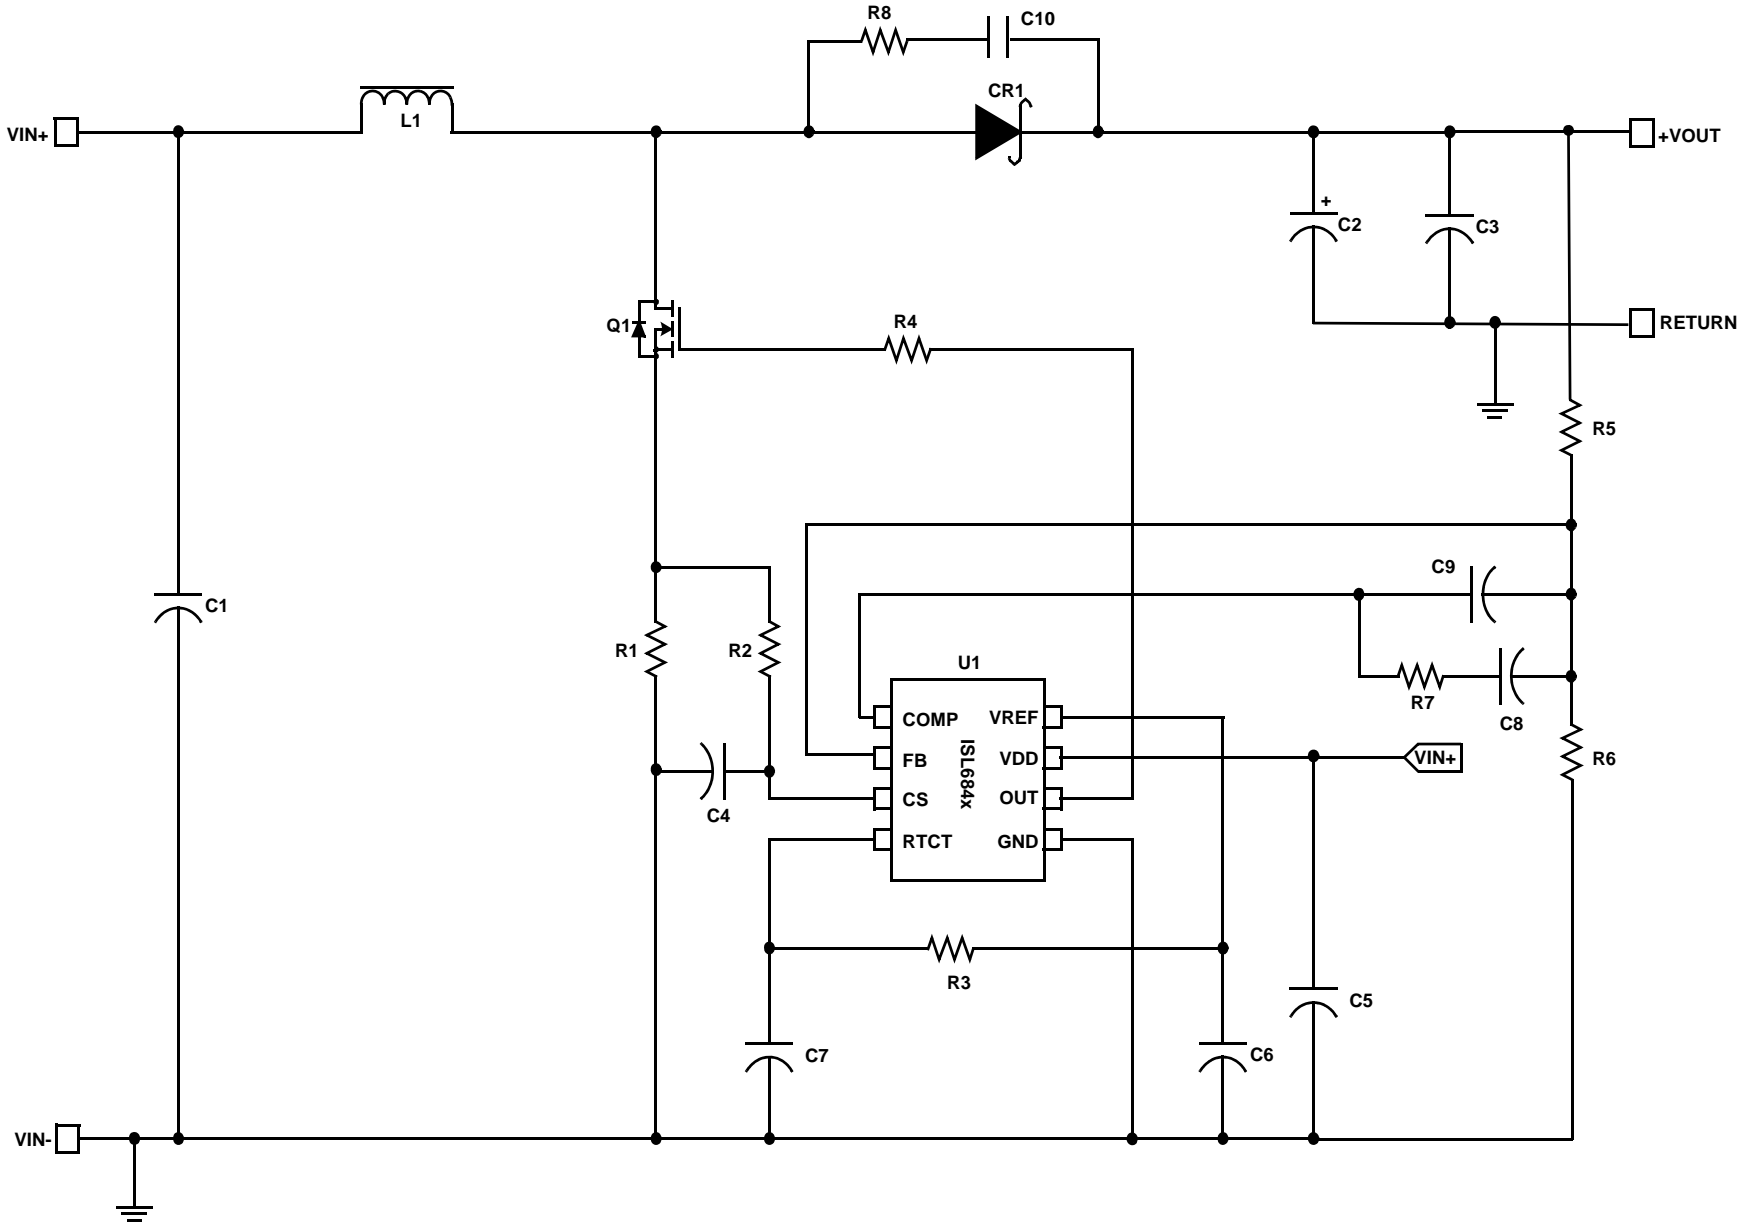 R8
C10
CR1
L1
VIN+
+VOUT
+
C2
C3
Q1
R4
RETURN
R5
C9
C1
R1
R2
U1
R7
C8
COMP
VREF
FB
VDD
ISL684x
CS
OUT
RTCT
GND
VIN+
R6
C4
R3
C5
C7
C6
VIN-